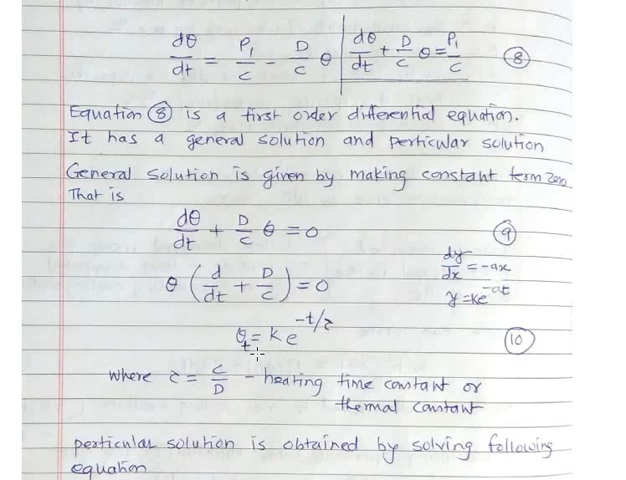 dθ/dt = P₁/C - D/C θ | dθ/dt + D/C θ = P₁/C (8)
Equation (8) is a first order differential equation.
It has a general solution and perticular solution
General solution is given by making constant term zero
That is
dθ/dt + D/C θ = 0 (9)
θ (d/dt + D/C) = 0
dy/dx = -ax
y = ke^-at
θt = k e^-t/τ (10)
where τ = C/D - heating time constant or
thermal constant
perticular solution is obtained by solving following
equation